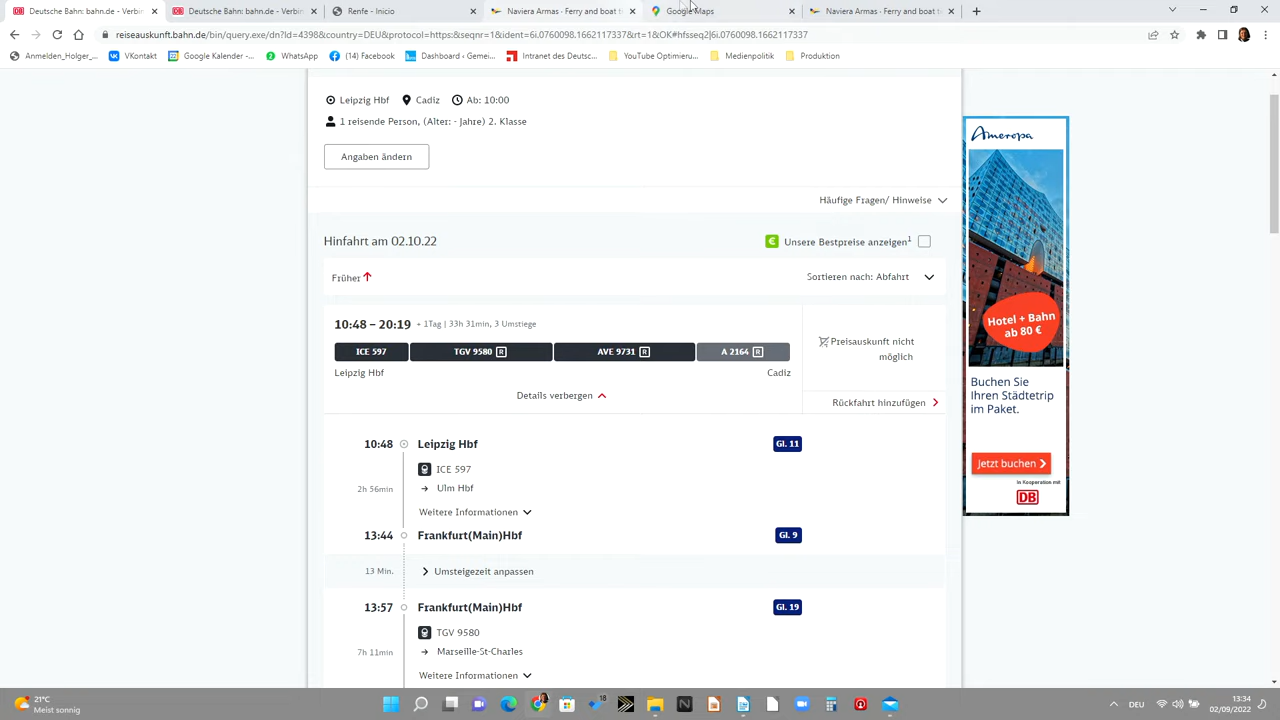 Deutsche Bahn: bahn.de - Verbin
Deutsche Bahn: bahn.de - Verbin
Renfe - Inicio
Naviera Armas - Ferry and boat ti
Google Maps
Naviera Armas - Ferry and boat t
reiseauskunft.bahn.de/bin/query.exe/dn?ld=4398&country=DEU&protocol=https:&seqnr=1&ident=6i.0760098.1662117337&rt=1&OK#hfsseq2|6i.0760098.1662117337
Anmelden_Holger_...
VKontakt
Google Kalender -...
WhatsApp
(144) Facebook
Dashboard ‹ Gemei...
Intranet des Deutsc...
YouTube Optimieru...
Medienpolitik
Produktion
Leipzig Hbf Cadiz Ab: 10:00
1 reisende Person, (Alter: - Jahre) 2. Klasse
Angaben ändern
Häufige Fragen/ Hinweise
Hinfahrt am 02.10.22
Unsere Bestpreise anzeigen¹
Früher
Sortieren nach: Abfahrt
10:48 – 20:19 + 1Tag | 33h 31min, 3 Umstiege
ICE 597 TGV 9580 R AVE 9731 R A 2164 R
Leipzig Hbf Cadiz
Details verbergen
Preisauskunft nicht
möglich
Rückfahrt hinzufügen
10:48 Leipzig Hbf Gl. 11
ICE 597
2h 56min → Ulm Hbf
Weitere Informationen
13:44 Frankfurt(Main)Hbf Gl. 9
13 Min. Umsteigezeit anpassen
13:57 Frankfurt(Main)Hbf Gl. 19
TGV 9580
7h 11min → Marseille-St-Charles
Weitere Informationen
Ameropa
Hotel + Bahn
ab 80 €
Buchen Sie
Ihren Städtetrip
im Paket.
Jetzt buchen
In Kooperation mit
DB
21°C
Meist sonnig
18
DEU
13:34
02/09/2022